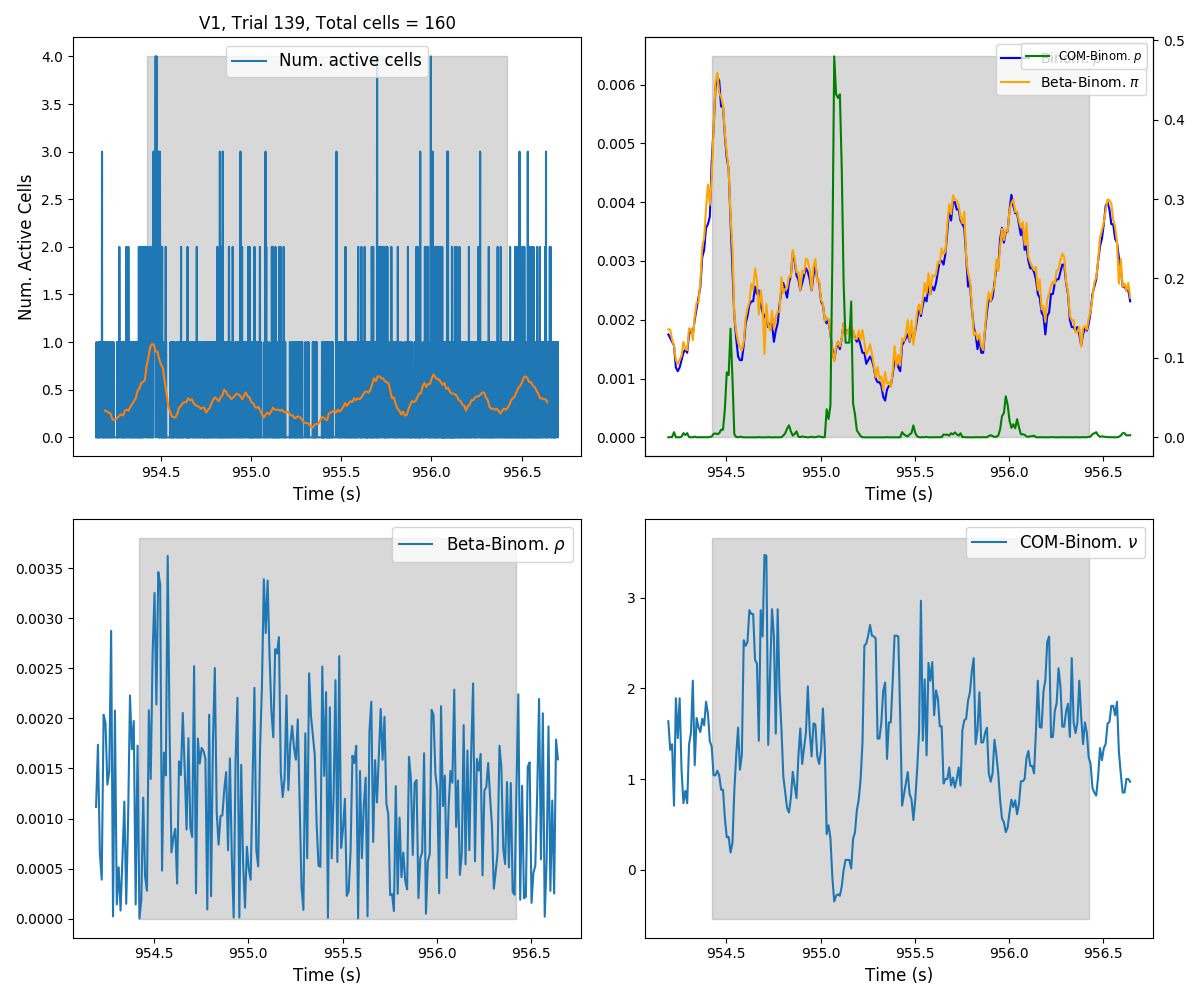 V1, Trial 139, Total cells = 160
Num. Active Cells
4.0
3.5
3.0
2.5
2.0
1.5
1.0
0.5
0.0
Num. active cells
954.5 955.0 955.5 956.0 956.5
Time (s)
0.006
0.005
0.004
0.003
0.002
0.001
0.000
COM-Binom. p
Beta-Binom. π
0.5
0.4
0.3
0.2
0.1
0.0
954.5 955.0 955.5 956.0 956.5
Time (s)
0.0035
0.0030
0.0025
0.0020
0.0015
0.0010
0.0005
0.0000
Beta-Binom. ρ
954.5 955.0 955.5 956.0 956.5
Time (s)
3
2
1
0
COM-Binom. ν
954.5 955.0 955.5 956.0 956.5
Time (s)